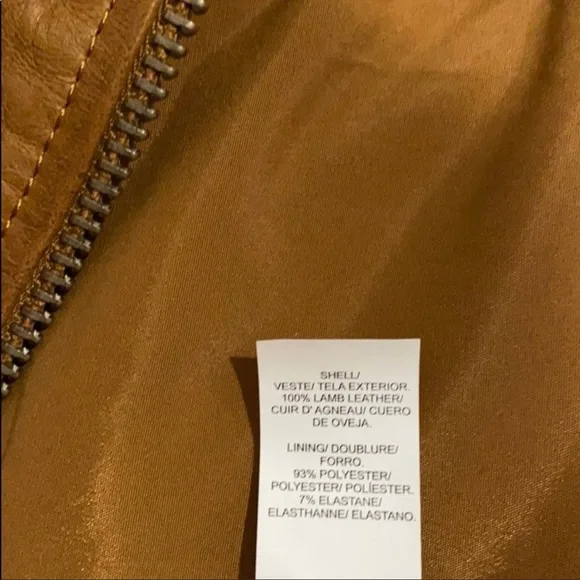 SHELL/
VESTE/ TELA EXTERIOR.
100% LAMB LEATHER/
CUIR D' AGNEAU/ CUERO
DE OVEJA.
LINING/ DOUBLURE/
FORRO.
93% POLYESTER/
POLYESTER/ POLÍESTER.
7% ELASTANE/
ELASTHANNE/ ELASTANO.